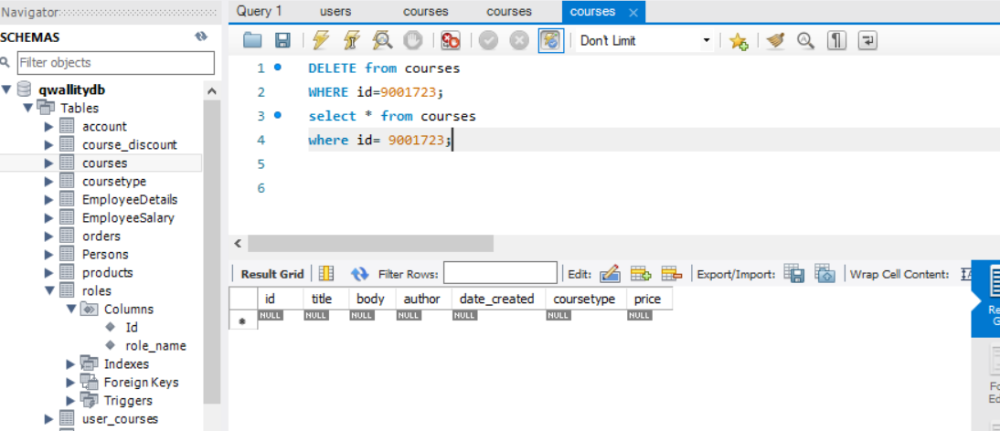 Navigator
SCHEMAS
Filter objects
qwallitydb
Tables
account
course_discount
courses
coursetype
EmployeeDetails
EmployeeSalary
orders
Persons
products
roles
Columns
Id
role_name
Indexes
Foreign Keys
Triggers
user_courses
Query 1 users courses courses courses
Don't Limit
1 DELETE from courses
2 WHERE id=9001723;
3 select * from courses
4 where id= 9001723;
5
6
Result Grid Filter Rows: Edit: Export/Import: Wrap Cell Content:
id title body author date_created coursetype price
NULL NULL NULL NULL NULL NULL NULL